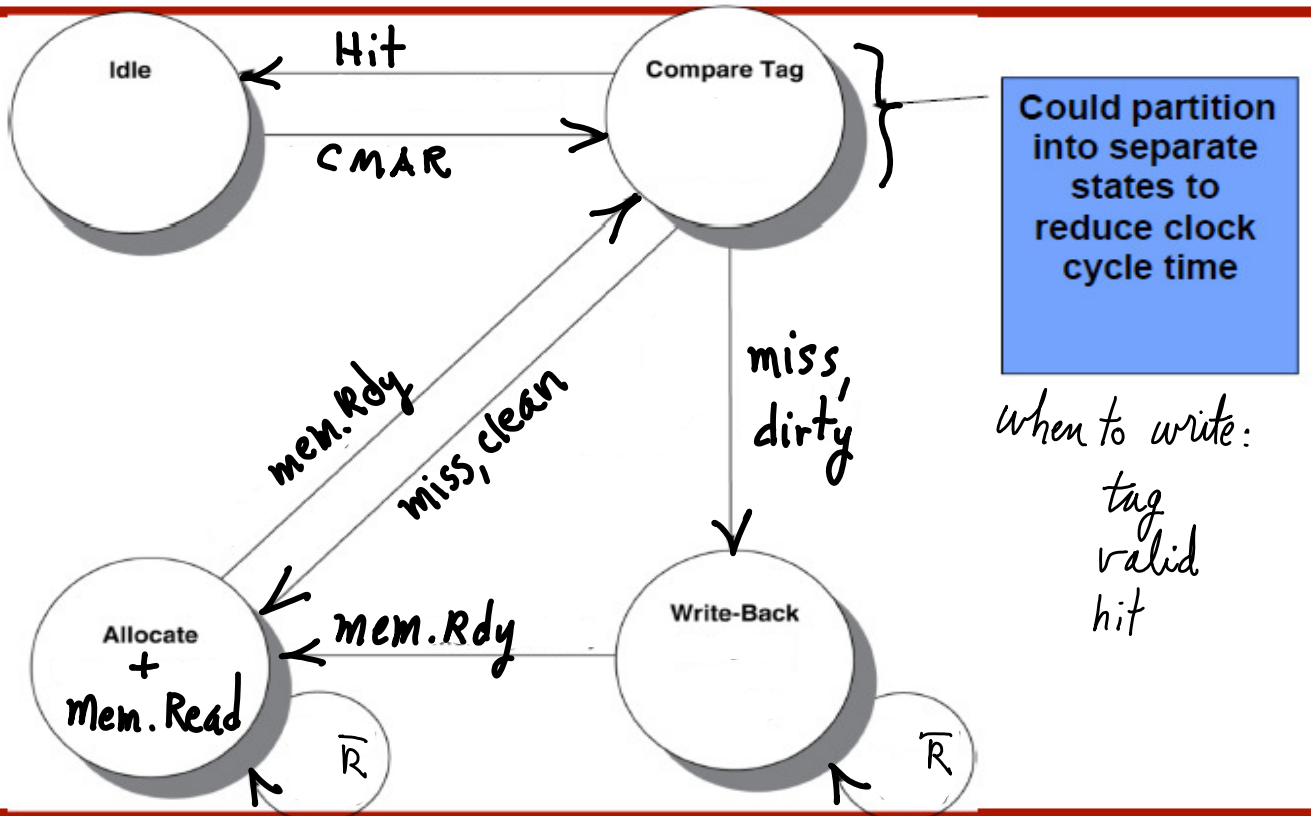 Idle
Hit
CMAR
Compare Tag
Could partition
into separate
states to
reduce clock
cycle time
mem.Rdy
miss, clean
miss,
dirty
when to write:
tag
valid
hit
Allocate
+
Mem. Read
mem.Rdy
Write-Back
R̅
R̅